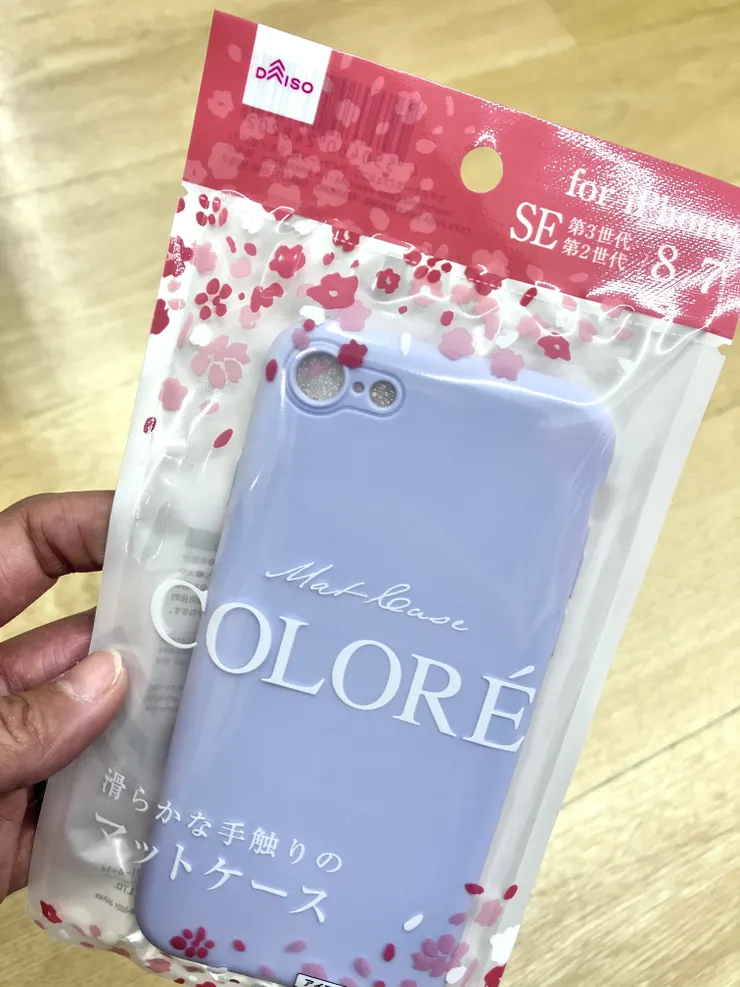 DAISO
for iPhone
SE 第3世代 第2世代 8 7
Mat Case
COLORÉ
滑らかな手触りの
マットケース